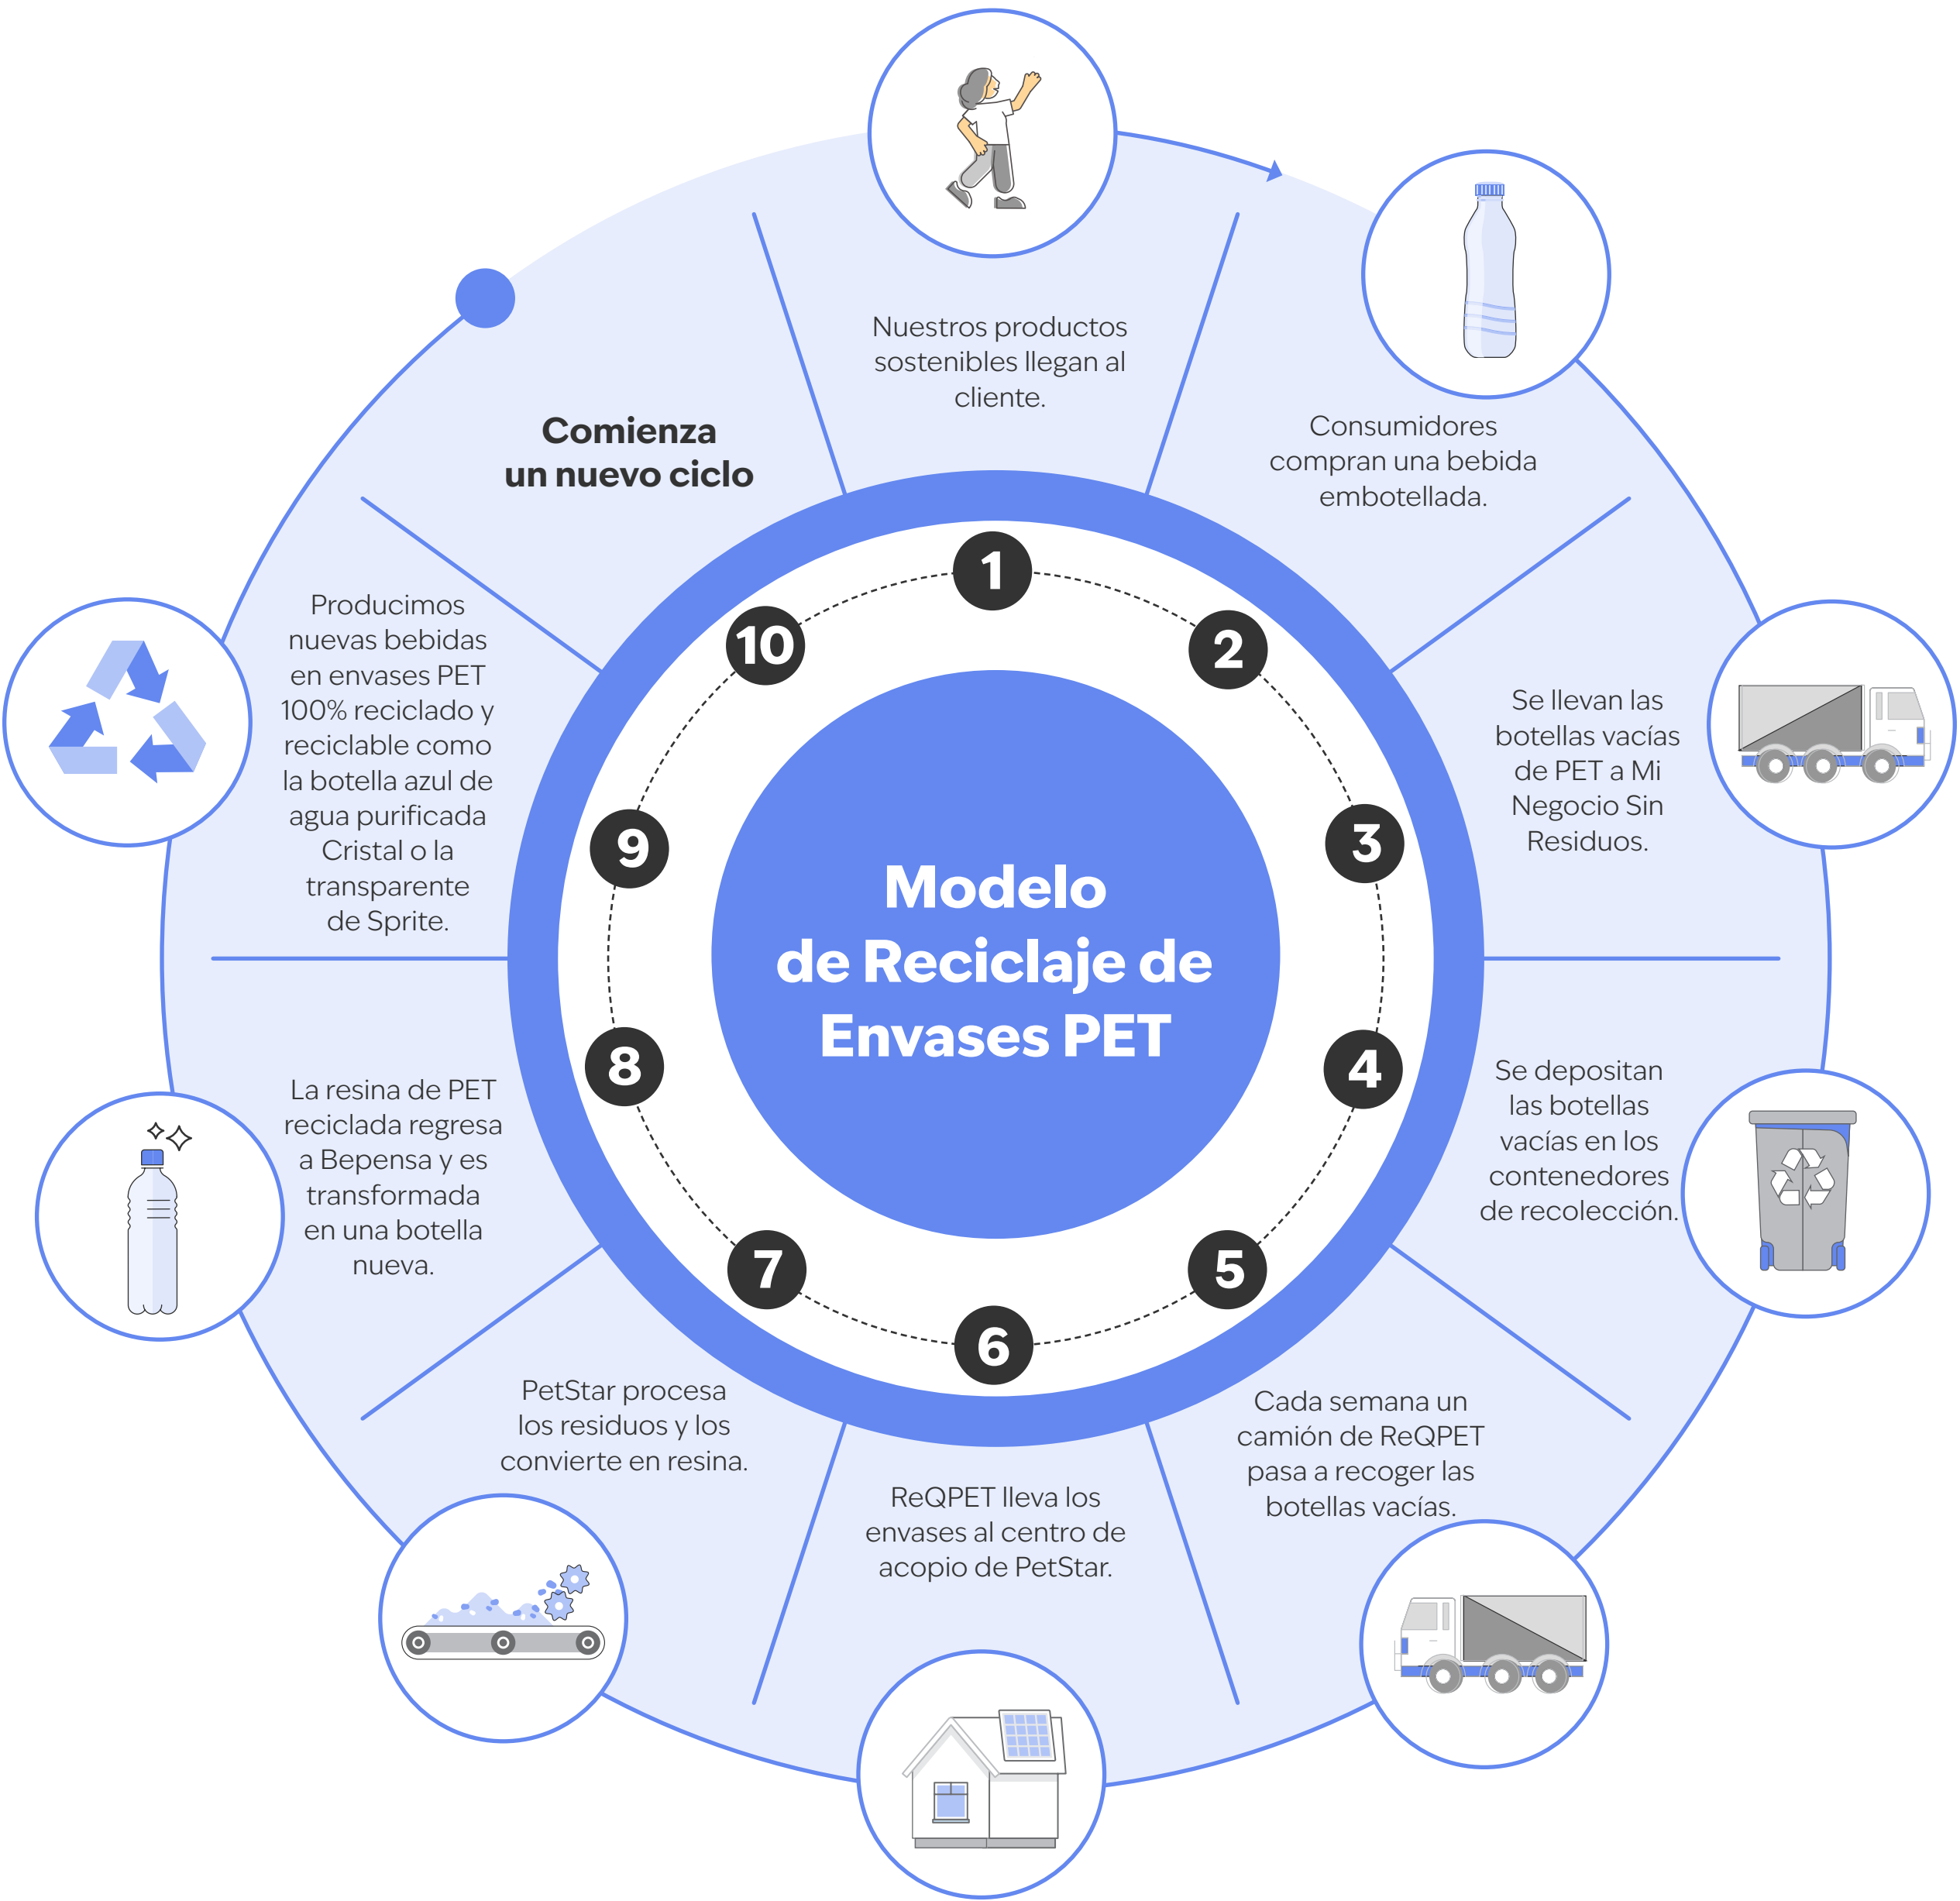 Modelo
de Reciclaje de
Envases PET
1
Nuestros productos
sostenibles llegan al
cliente.
2
Consumidores
compran una bebida
embotellada.
3
Se llevan las
botellas vacías
de PET a Mi
Negocio Sin
Residuos.
4
Se depositan
las botellas
vacías en los
contenedores
de recolección.
5
Cada semana un
camión de ReQPET
pasa a recoger las
botellas vacías.
6
ReQPET lleva los
envases al centro de
acopio de PetStar.
7
PetStar procesa
los residuos y los
convierte en resina.
8
La resina de PET
reciclada regresa
a Bepensa y es
transformada
en una botella
nueva.
9
Producimos
nuevas bebidas
en envases PET
100% reciclado y
reciclable como
la botella azul de
agua purificada
Cristal o la
transparente
de Sprite.
10
Comienza
un nuevo ciclo